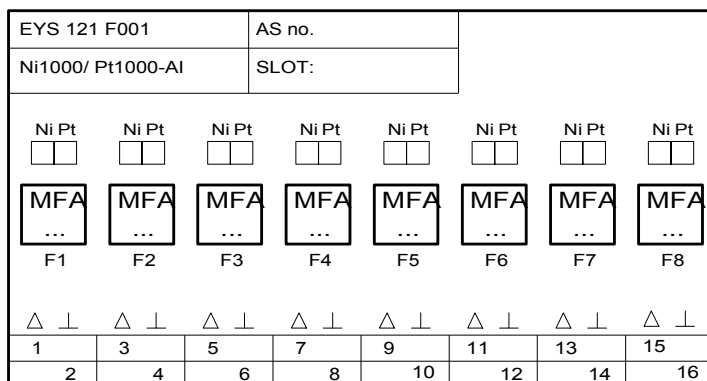 EYS 121 F001 AS no.
Ni1000/ Pt1000-AI SLOT:
Ni Pt Ni Pt Ni Pt Ni Pt Ni Pt Ni Pt Ni Pt Ni Pt
MFA MFA MFA MFA MFA MFA MFA MFA
... ... ... ... ... ... ... ...
F1 F2 F3 F4 F5 F6 F7 F8
1 3 5 7 9 11 13 15
2 4 6 8 10 12 14 16